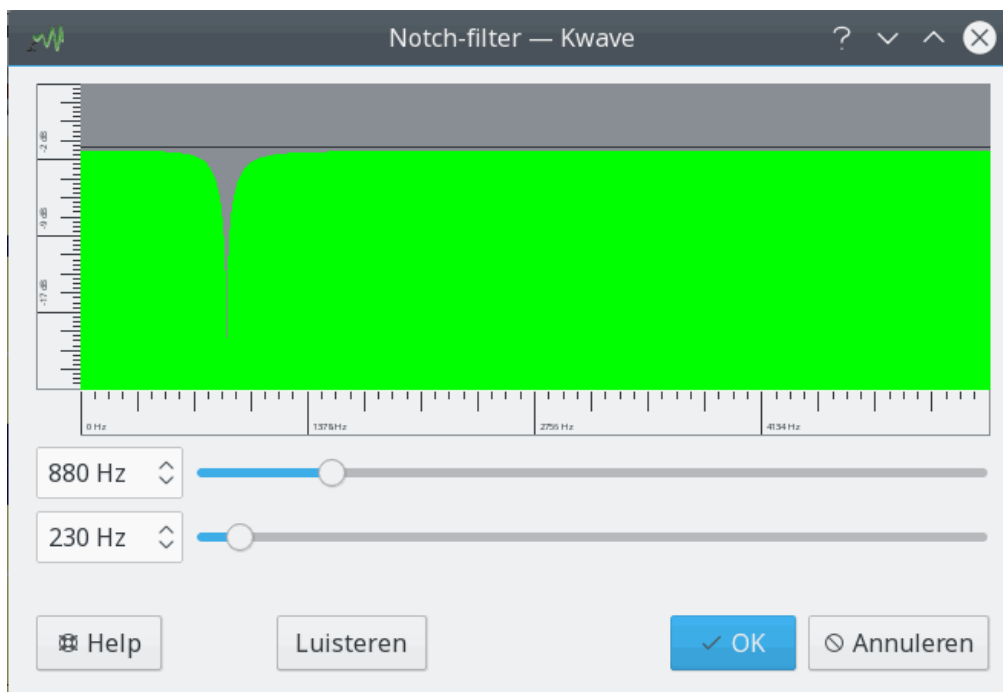 Notch-filter — Kwave
-2 dB
-9 dB
-17 dB
0 Hz
1378Hz
2756 Hz
4134 Hz
880 Hz
230 Hz
Help
Luisteren
OK
Annuleren